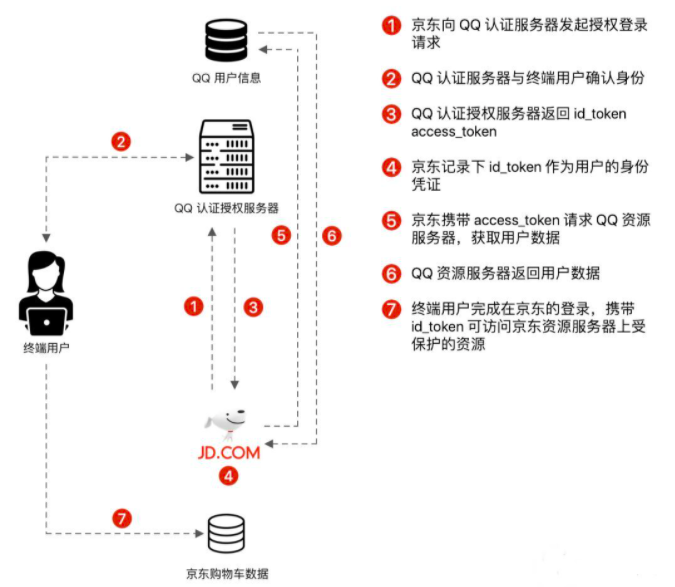 QQ 用户信息
2
QQ 认证授权服务器
5
6
终端用户
1
3
JD.COM
4
7
京东购物车数据
1 京东向 QQ 认证服务器发起授权登录
请求
2 QQ 认证服务器与终端用户确认身份
3 QQ 认证授权服务器返回 id_token
access_token
4 京东记录下 id_token 作为用户的身份
凭证
5 京东携带 access_token 请求 QQ 资源
服务器，获取用户数据
6 QQ 资源服务器返回用户数据
7 终端用户完成在京东的登录，携带
id_token 可访问京东资源服务器上受
保护的资源